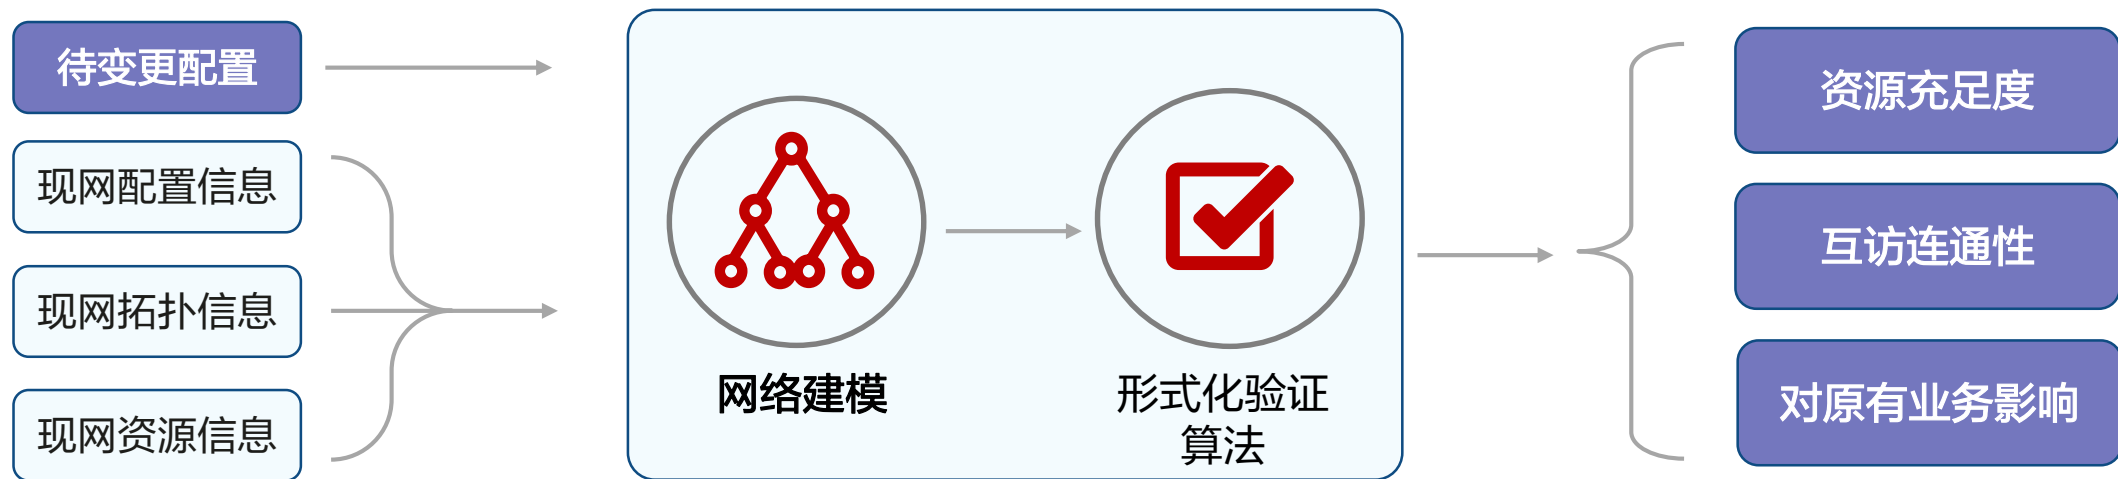 待变更配置
现网配置信息
现网拓扑信息
现网资源信息
网络建模
形式化验证
算法
资源充足度
互访连通性
对原有业务影响